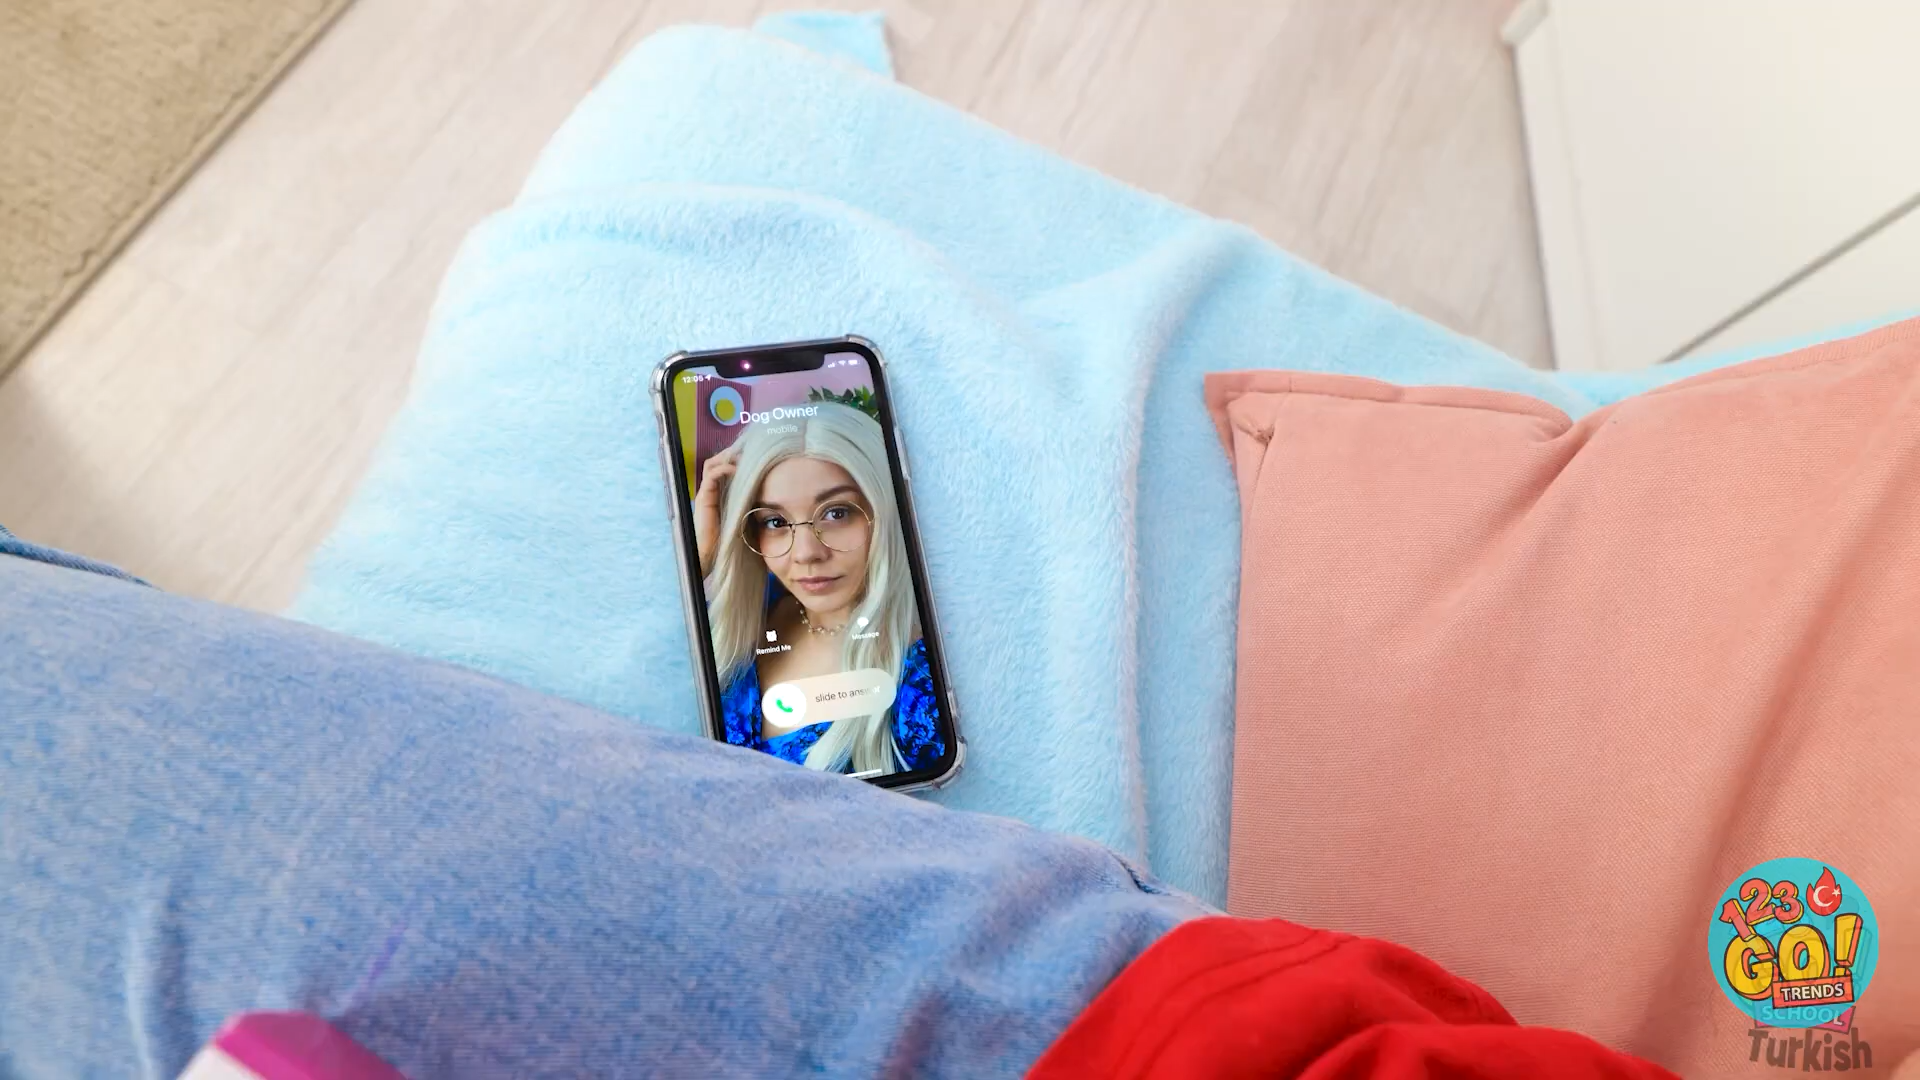 12:05
Dog Owner
mobile
Remind Me
Message
slide to answer
123
GO!
TRENDS
SCHOOL
Turkish